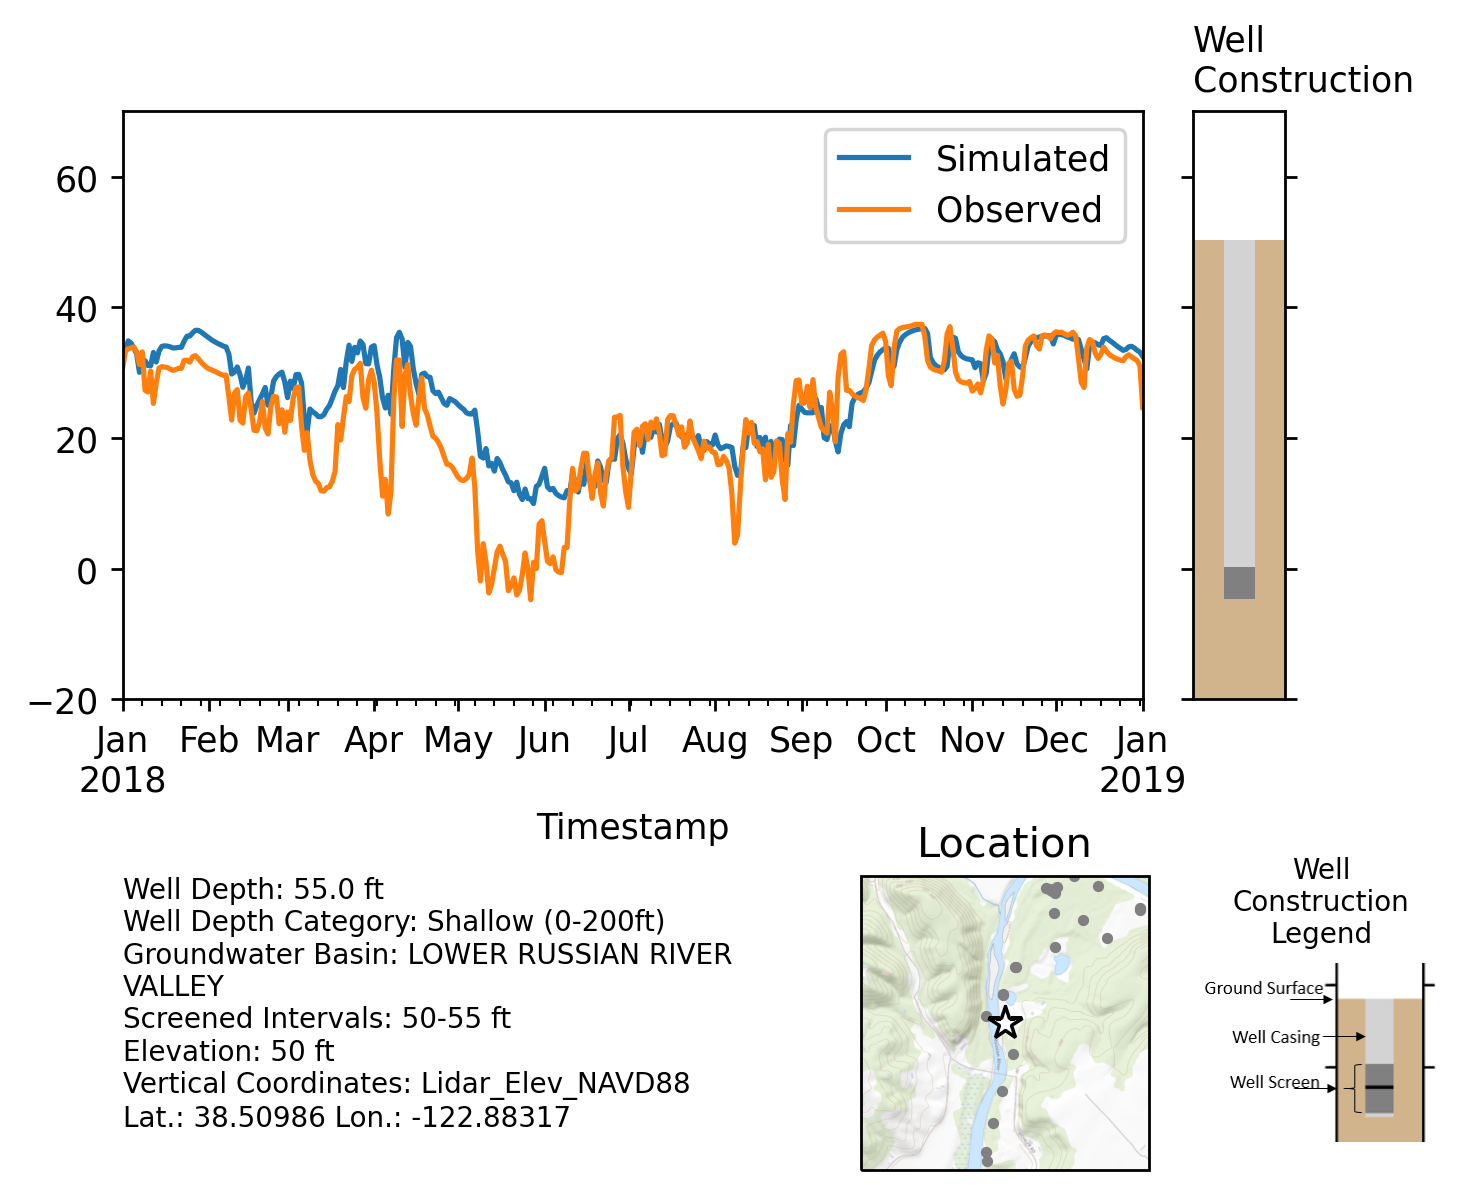 Well
Construction
60
40
20
0
−20
Simulated
Observed
Jan Feb Mar Apr May Jun Jul Aug Sep Oct Nov Dec Jan
2018 2019
Timestamp
Well Depth: 55.0 ft
Well Depth Category: Shallow (0-200ft)
Groundwater Basin: LOWER RUSSIAN RIVER
VALLEY
Screened Intervals: 50-55 ft
Elevation: 50 ft
Vertical Coordinates: Lidar_Elev_NAVD88
Lat.: 38.50986 Lon.: -122.88317
Location
Well
Construction
Legend
Ground Surface
Well Casing
Well Screen